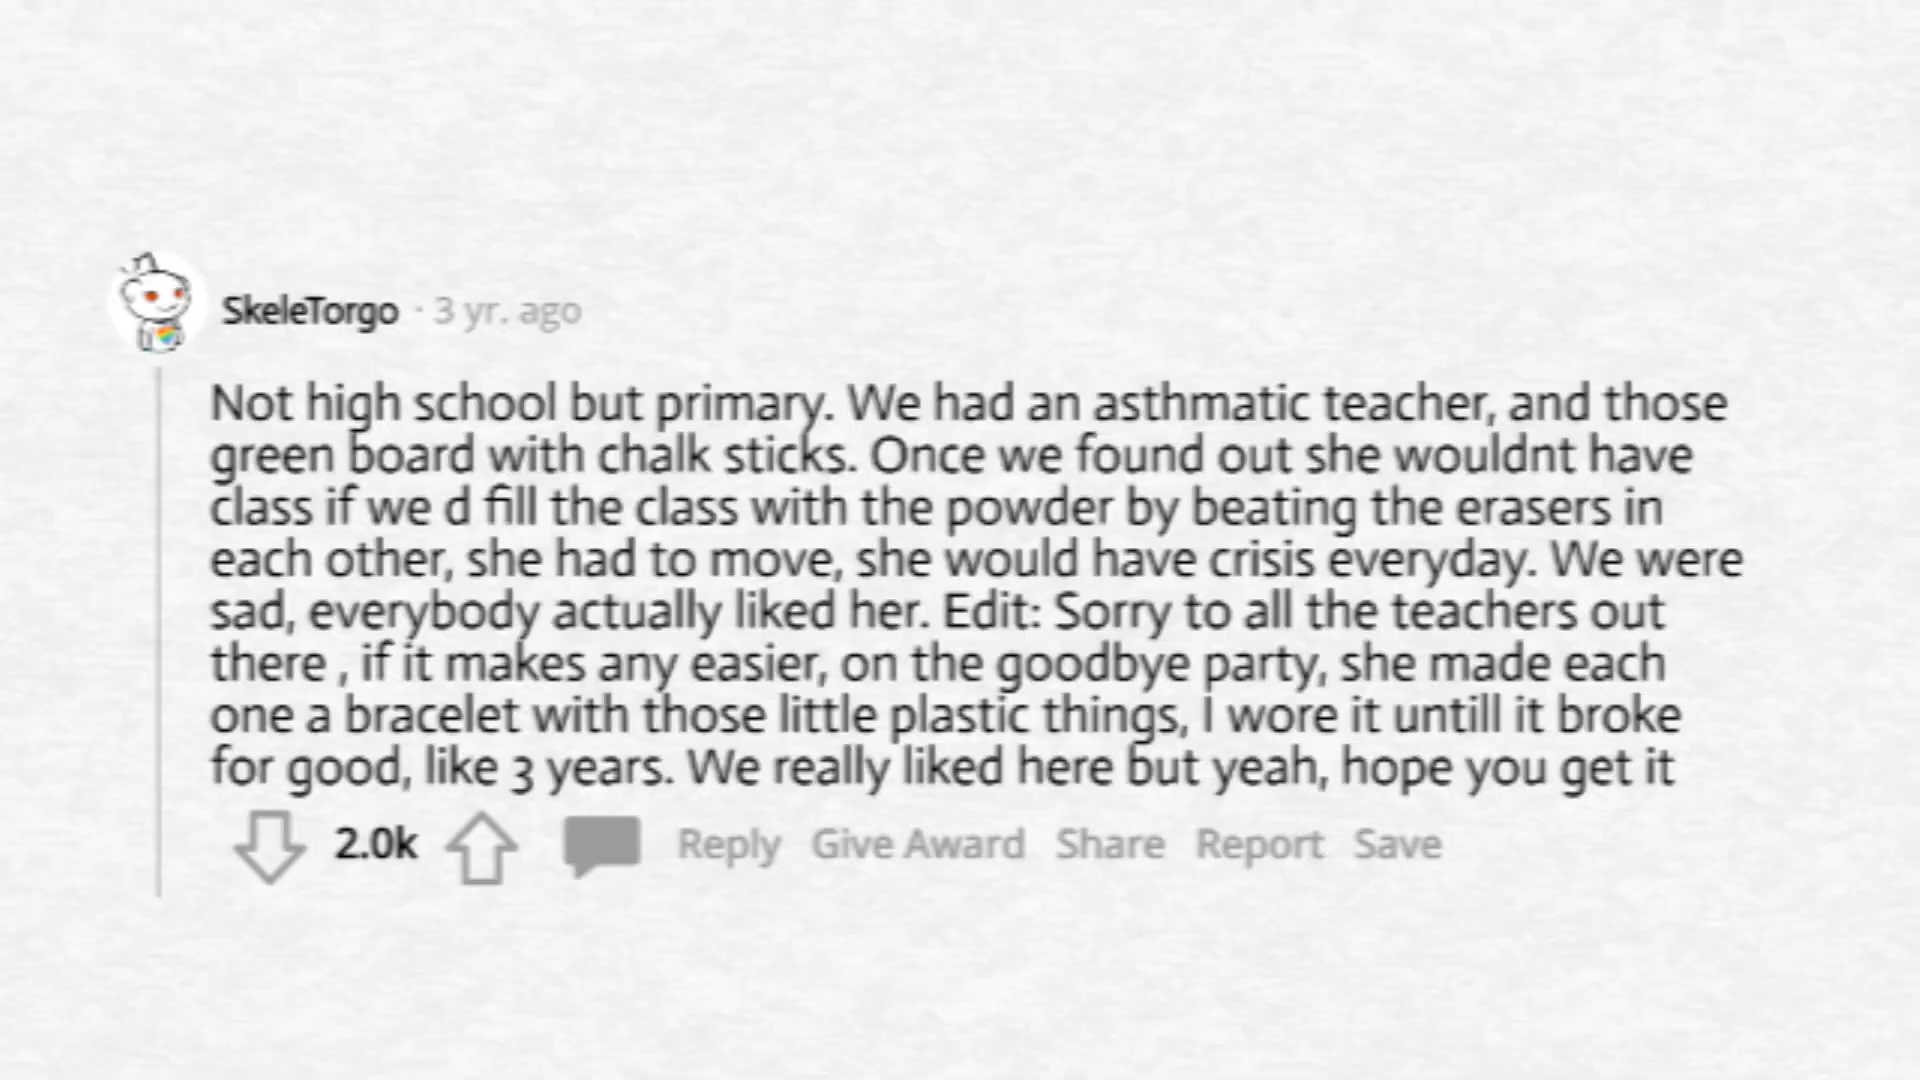 SkeleTorgo · 3 yr. ago
Not high school but primary. We had an asthmatic teacher, and those
green board with chalk sticks. Once we found out she wouldnt have
class if we d fill the class with the powder by beating the erasers in
each other, she had to move, she would have crisis everyday. We were
sad, everybody actually liked her. Edit: Sorry to all the teachers out
there , if it makes any easier, on the goodbye party, she made each
one a bracelet with those little plastic things, I wore it untill it broke
for good, like 3 years. We really liked here but yeah, hope you get it
2.0k Reply Give Award Share Report Save